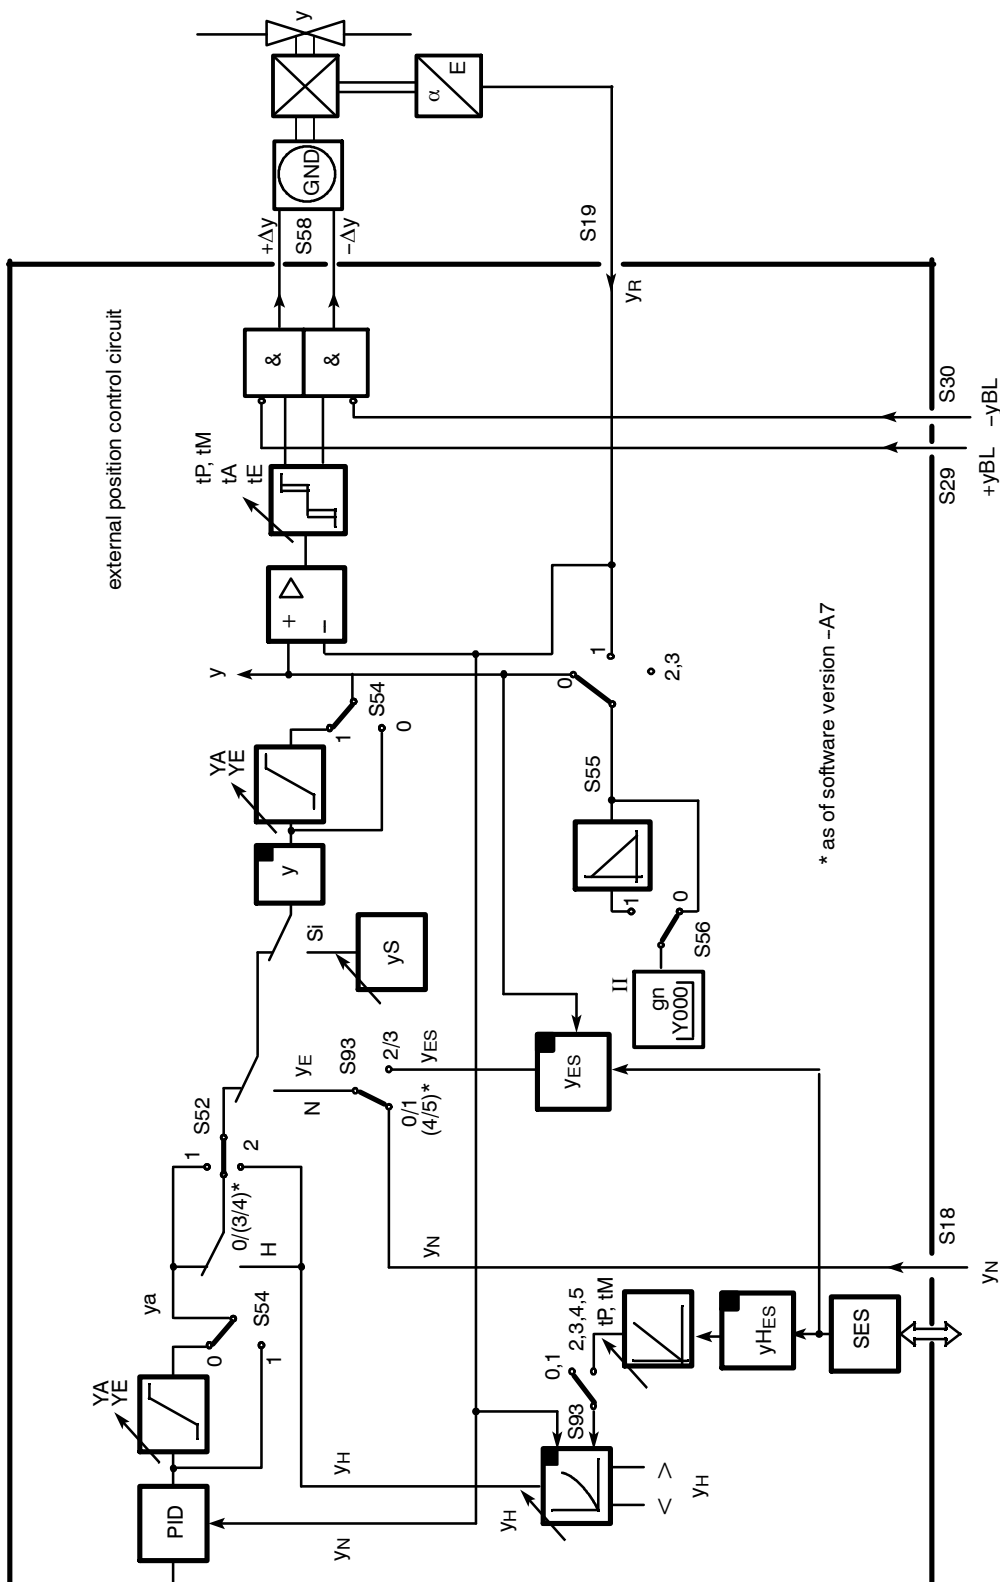 y
α
E
GND
+Δy
S58
−Δy
S19
yR
external position control circuit
&
&
S30
−yBL
S29
+yBL
tP, tM
tA
tE
+
−
y
1
0
2,3
S54
1
0
YA
YE
S55
* as of software version −A7
y
1
0
S56
Si
yS
II
gn
Y000
yE
N
S93
2/3
yES
0/1
(4/5)*
yES
S52
1
2
0/(3/4)*
H
yN
S18
yN
ya
S54
0
1
YA
YE
0,1
2,3,4,5
tP, tM
S93
yHES
SES
PID
yH
yN
yH
< >
yH